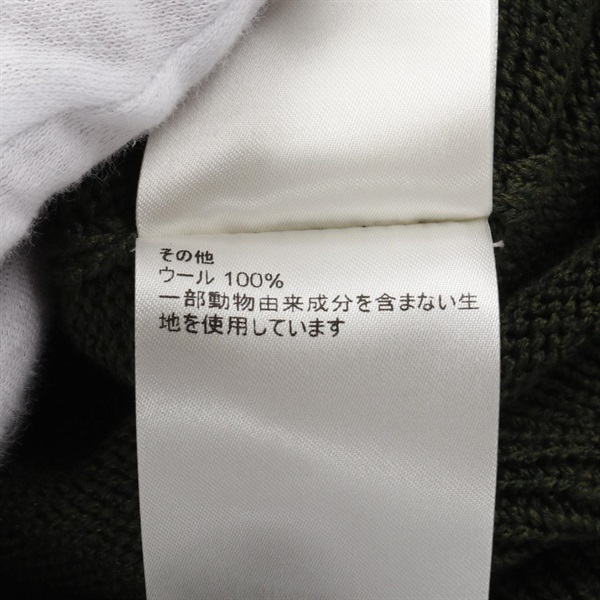 その他
ウール 100%
一部動物由来成分を含まない生
地を使用しています